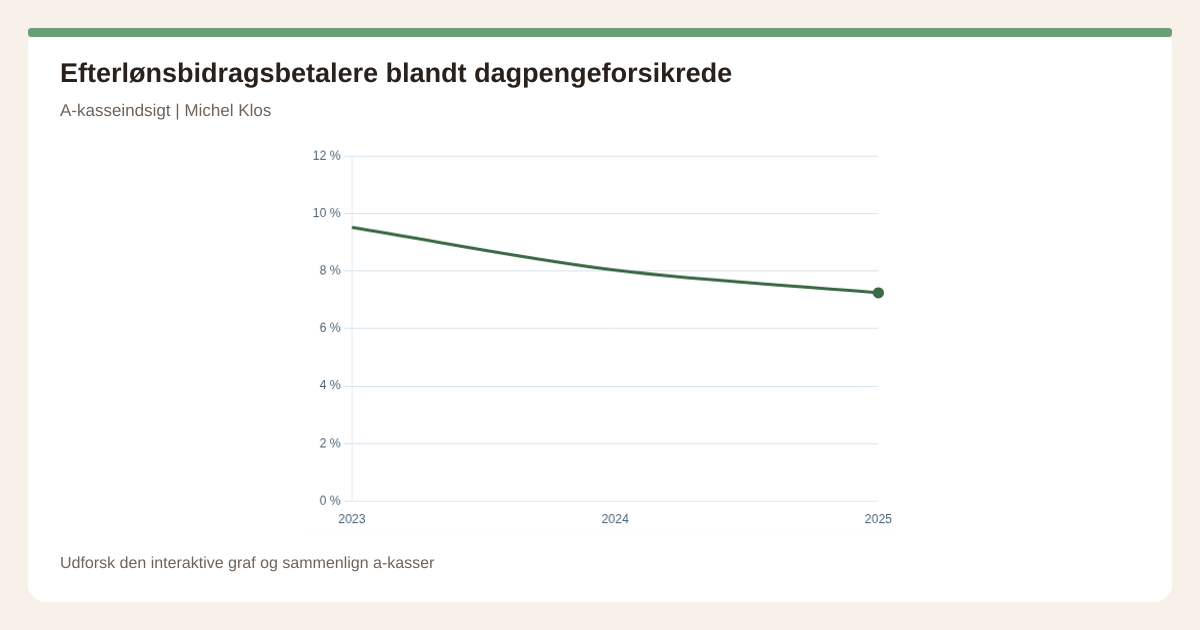 Efterlønsbidragsbetalere blandt dagpengeforsikrede
A-kasseindsigt | Michel Klos
12 %
10 %
8 %
6 %
4 %
2 %
0 %
2023 2024 2025
Udforsk den interaktive graf og sammenlign a-kasser